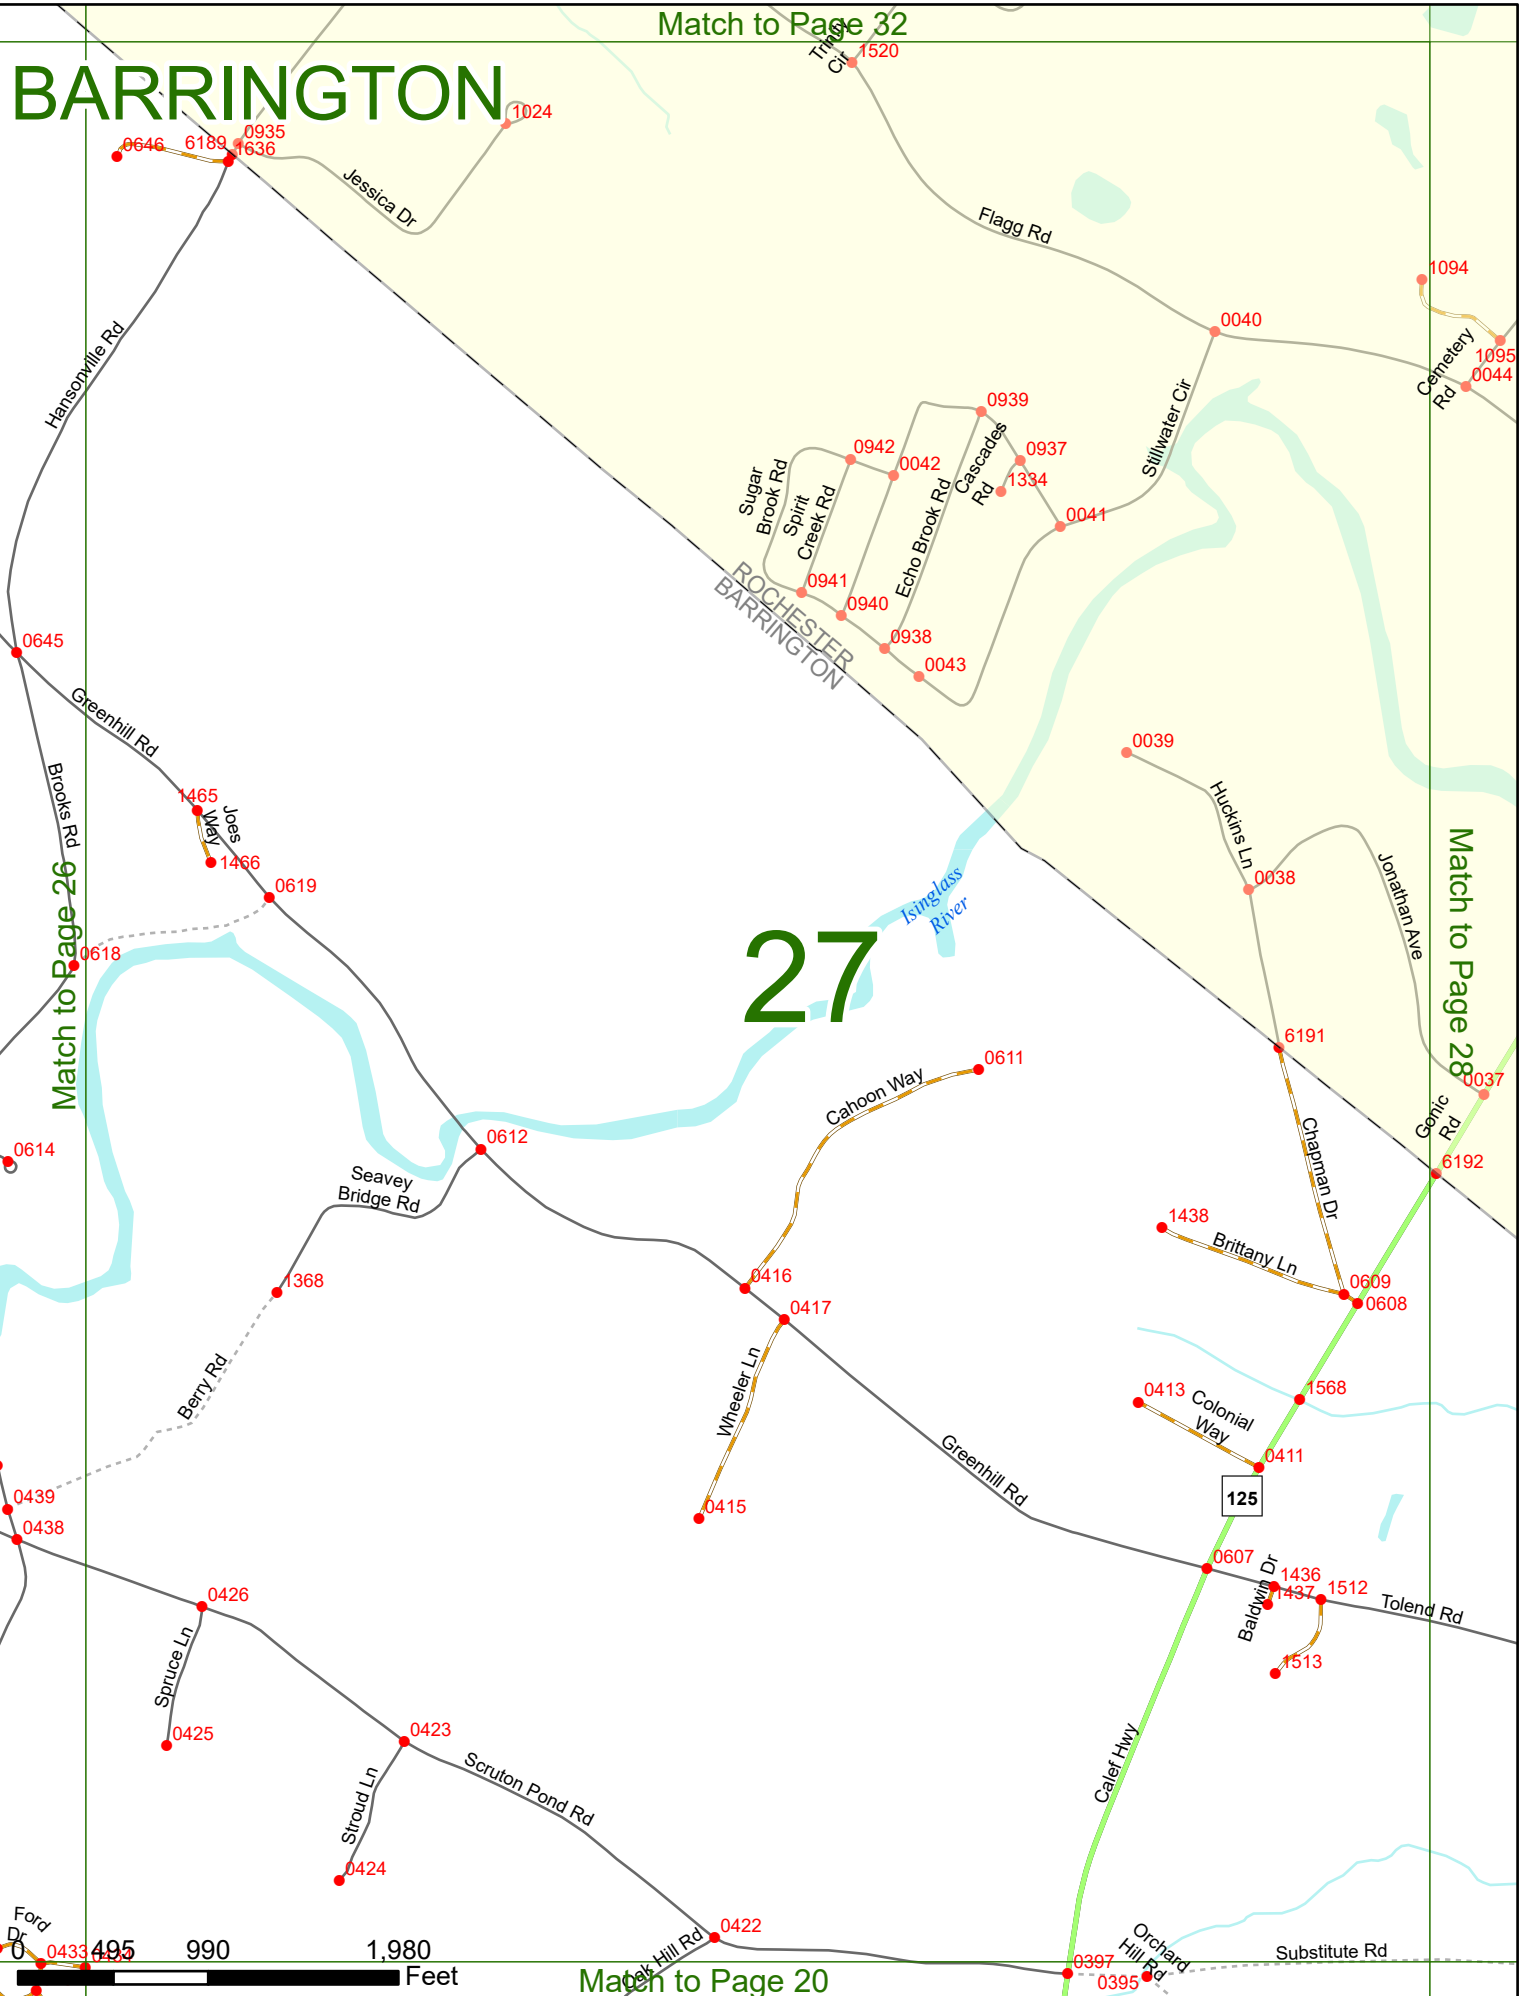 Match to Page 32
BARRINGTON
Trinity
Cir
1520
1024
0935
6189
1636
0646
Jessica Dr
Flagg Rd
1094
0040
1095
0044
Cemetery
Rd
Hansonville Rd
Stillwater Cir
0939
Cascades
Rd
0937
1334
0942
0042
0041
Sugar
Brook Rd
Spirit
Creek Rd
Echo Brook Rd
0941
0940
0938
0043
ROCHESTER
BARRINGTON
0645
Greenhill Rd
Brooks Rd
0039
Huckins Ln
0038
Jonathan Ave
1465
Joes
Way
1466
0619
0618
Match to Page 26
Match to Page 28
Isinglass
River
27
6191
0037
Gonic
Rd
6192
0611
Cahoon Way
Chapman Dr
0614
0612
Seavey
Bridge Rd
1438
Brittany Ln
1368
0416
0417
0609
0608
Berry Rd
Wheeler Ln
0413
Colonial
Way
1568
0411
125
Greenhill Rd
0439
0438
0415
0607
Baldwin Dr
1436
1437
1512
Tolend Rd
1513
0426
Spruce Ln
0425
0423
Stroud Ln
Scruton Pond Rd
Calef Hwy
0424
0422
Oak Hill Rd
Ford
Dr
0433
0434
0 495 990 1,980
Feet
0397
0395
Orchard
Hill Rd
Substitute Rd
Match to Page 20